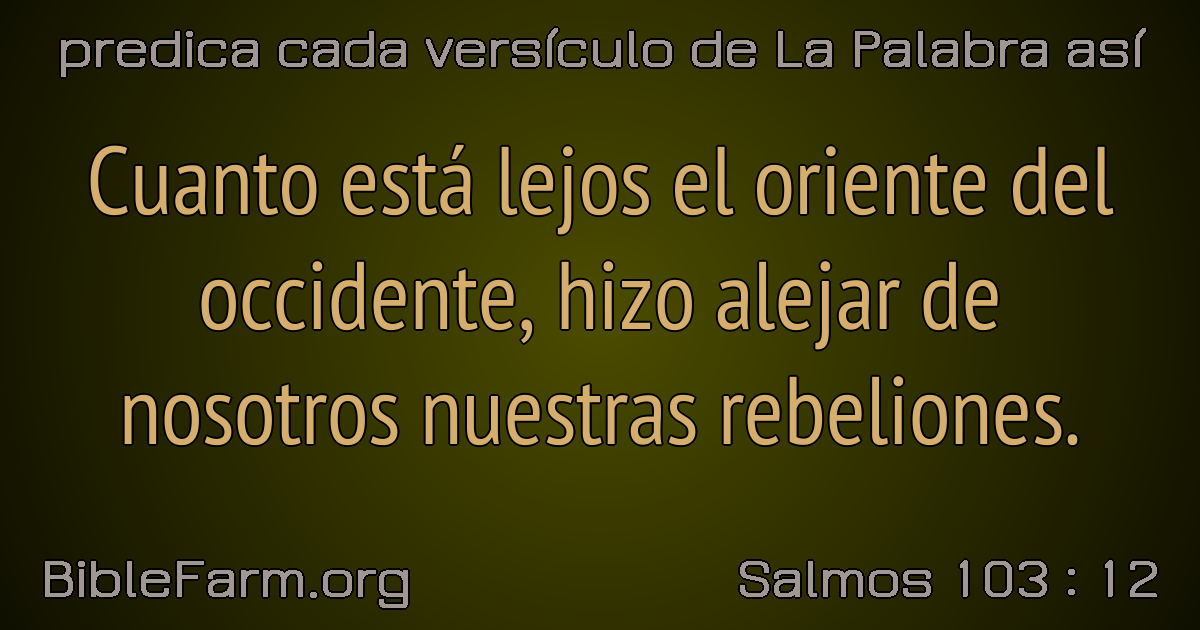 predica cada versículo de La Palabra así
Cuanto está lejos el oriente del
occidente, hizo alejar de
nosotros nuestras rebeliones.
BibleFarm.org
Salmos 103 : 12